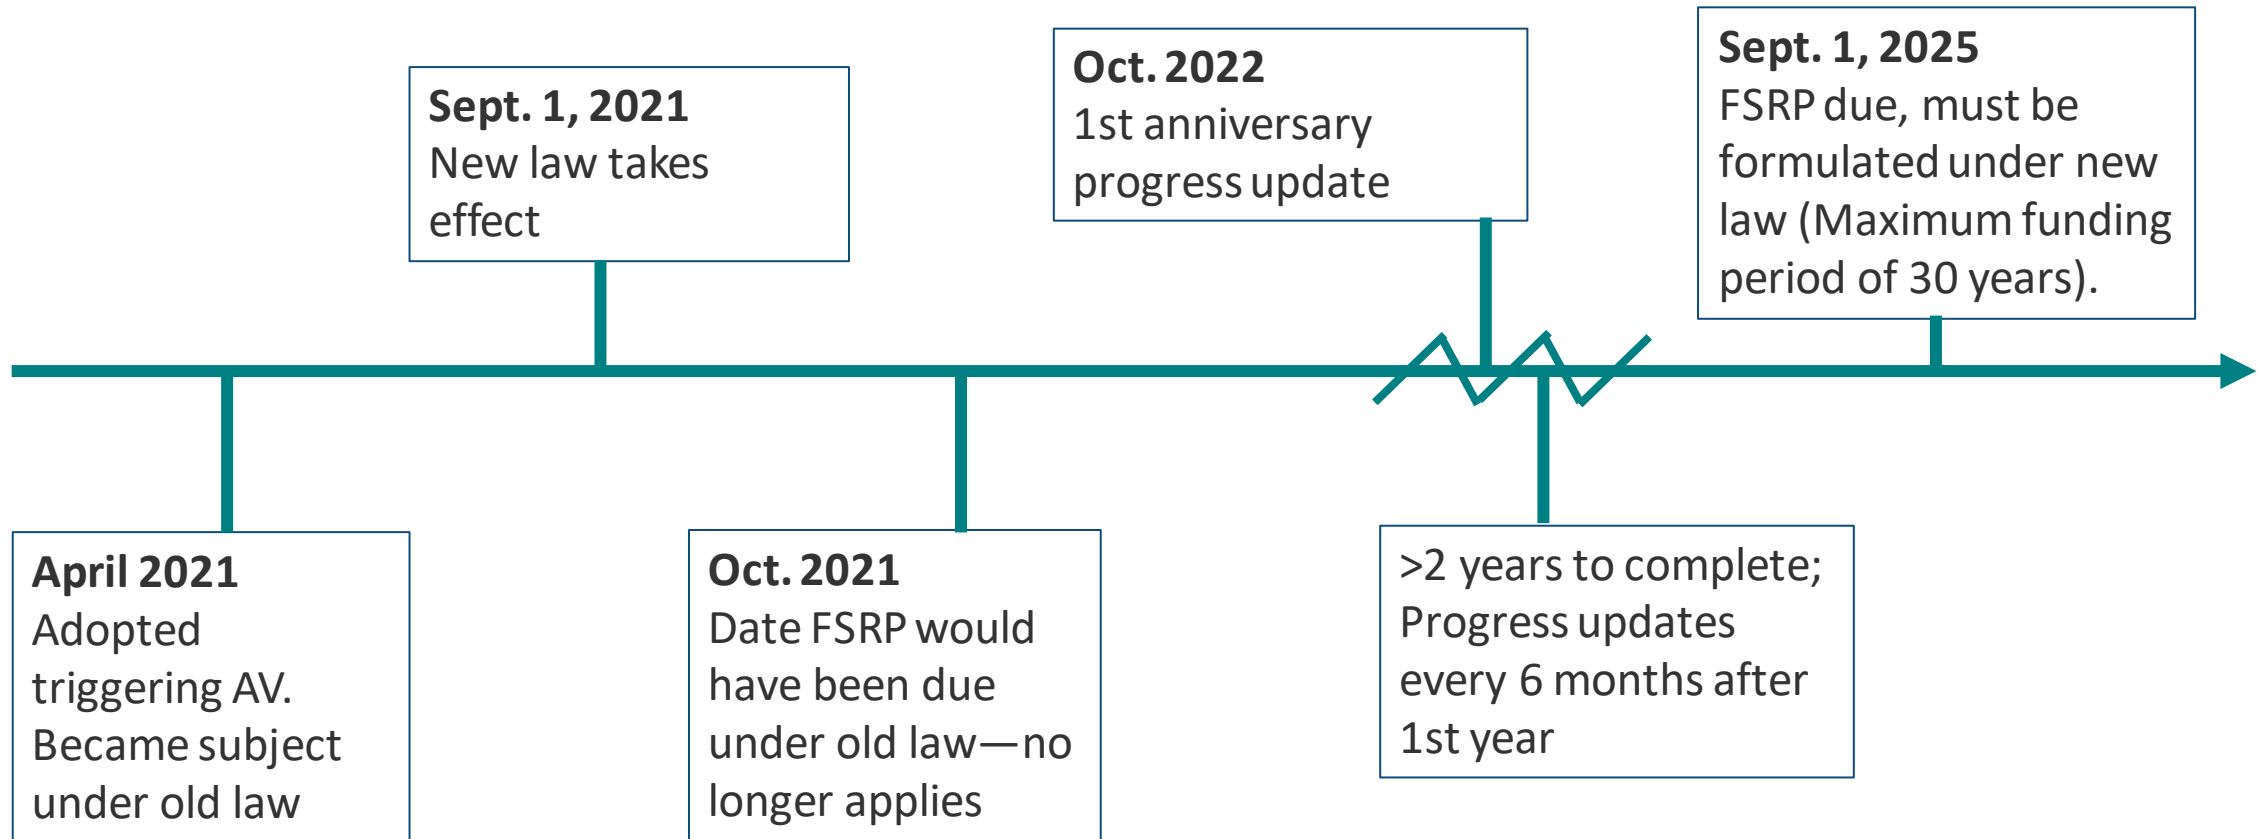 Sept. 1, 2021
New law takes
effect
Oct. 2022
1st anniversary
progress update
Sept. 1, 2025
FSRP due, must be
formulated under new
law (Maximum funding
period of 30 years).
April 2021
Adopted
triggering AV.
Became subject
under old law
Oct. 2021
Date FSRP would
have been due
under old law—no
longer applies
>2 years to complete;
Progress updates
every 6 months after
1st year